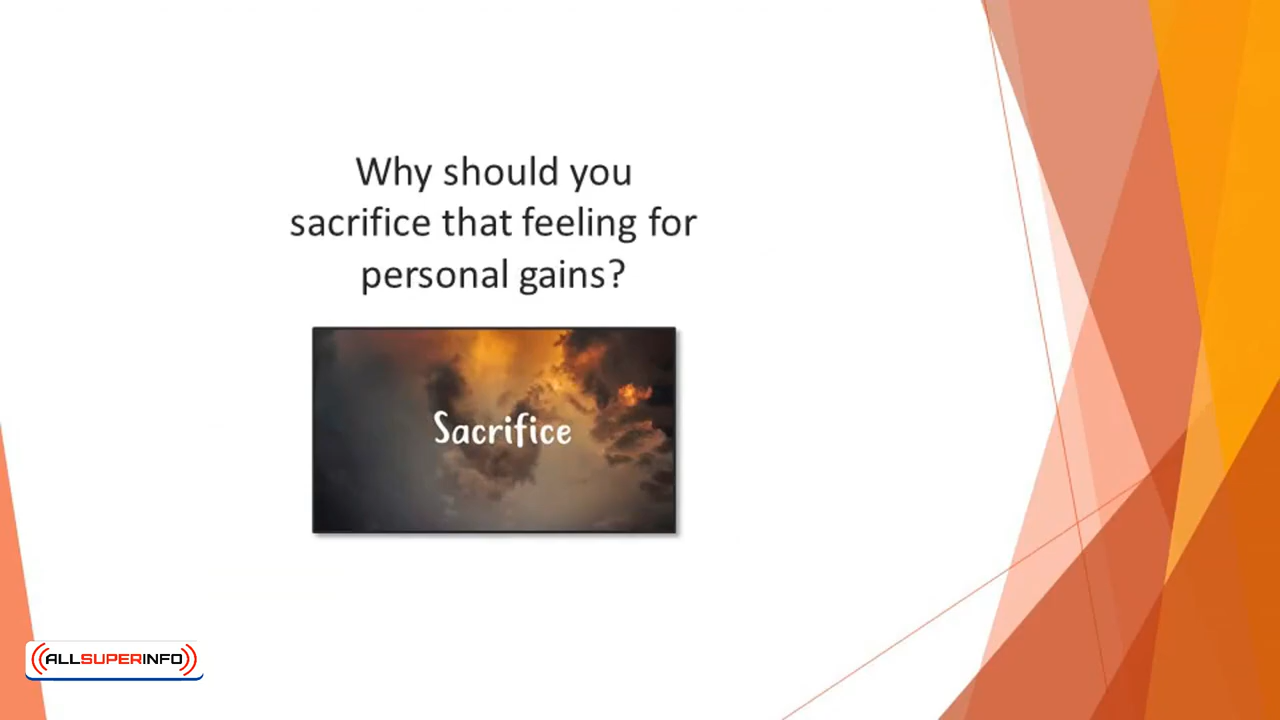 Why should you
sacrifice that feeling for
personal gains?
Sacrifice
ALLSUPERINFO